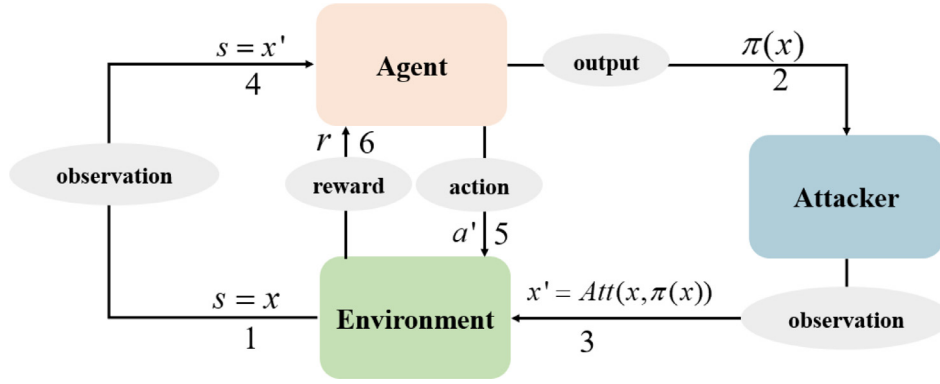 s = x'
4
Agent
output
π(x)
2
r
6
observation
reward
action
Attacker
a'
5
s = x
1
Environment
x' = Att(x, π(x))
3
observation